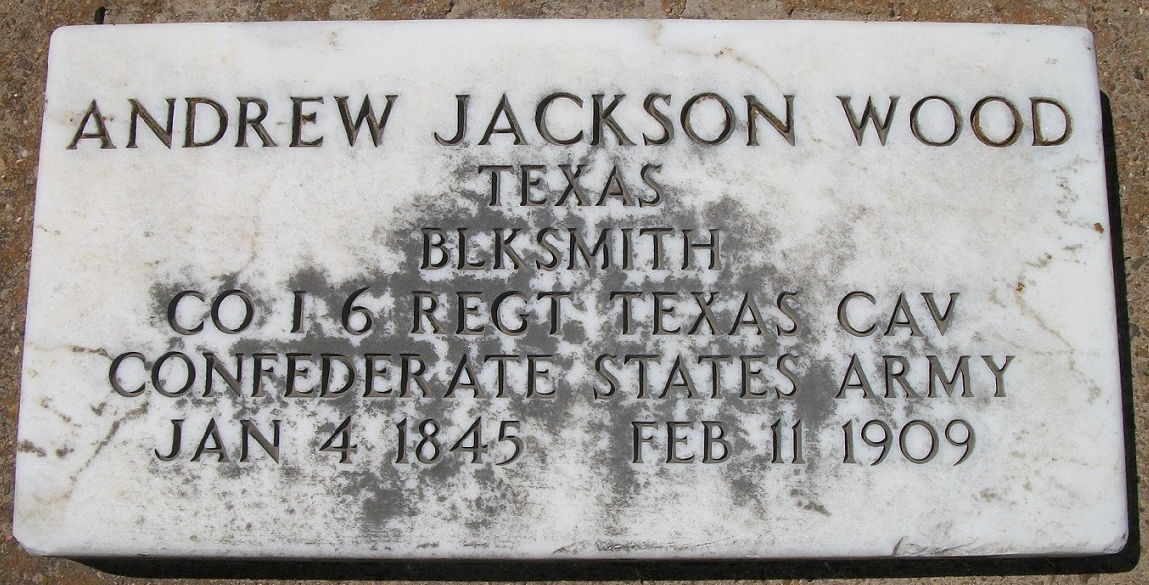 ANDREW JACKSON WOOD
TEXAS
BLKSMITH
CO I 6 REGT TEXAS CAV
CONFEDERATE STATES ARMY
JAN 4 1845 FEB 11 1909